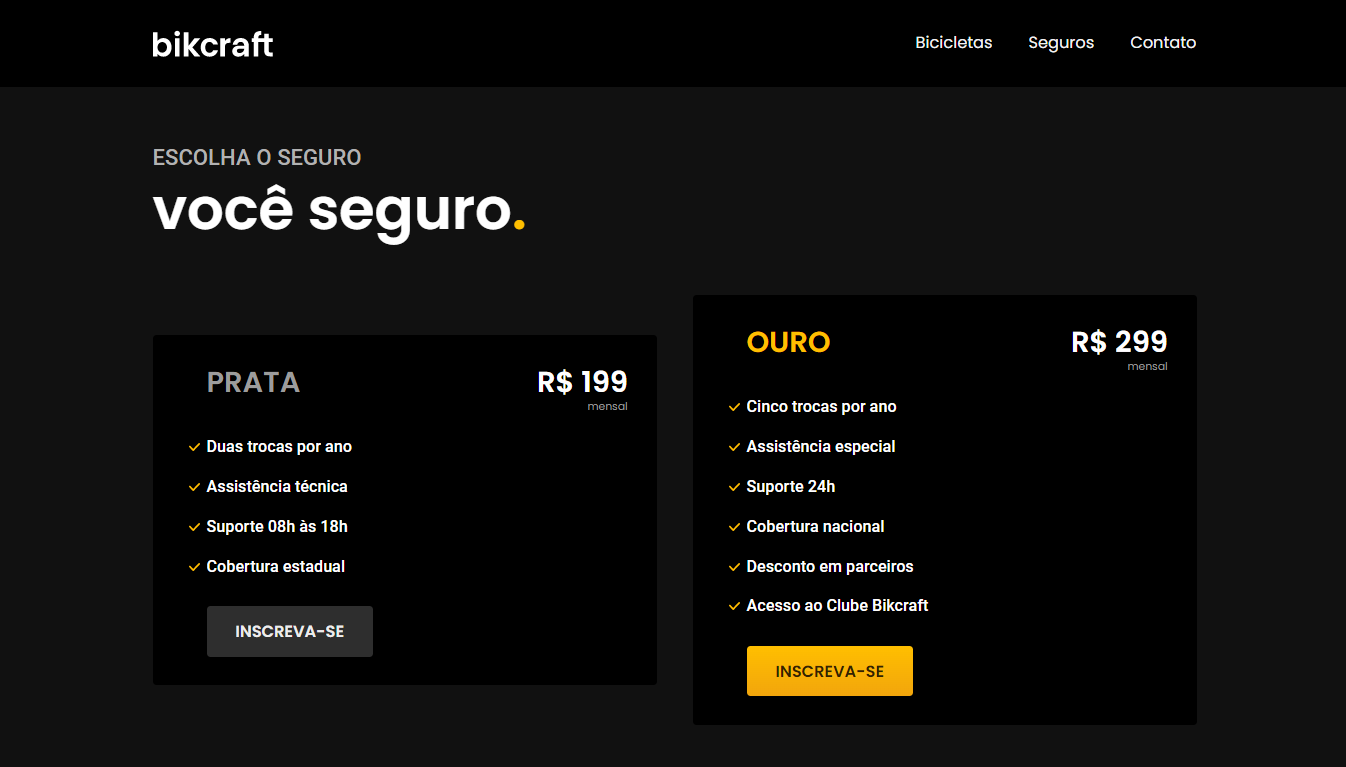 bikcraft
Bicicletas Seguros Contato
ESCOLHA O SEGURO
você seguro.
PRATA
R$ 199
mensal
Duas trocas por ano
Assistência técnica
Suporte 08h às 18h
Cobertura estadual
INSCREVA-SE
OURO
R$ 299
mensal
Cinco trocas por ano
Assistência especial
Suporte 24h
Cobertura nacional
Desconto em parceiros
Acesso ao Clube Bikcraft
INSCREVA-SE